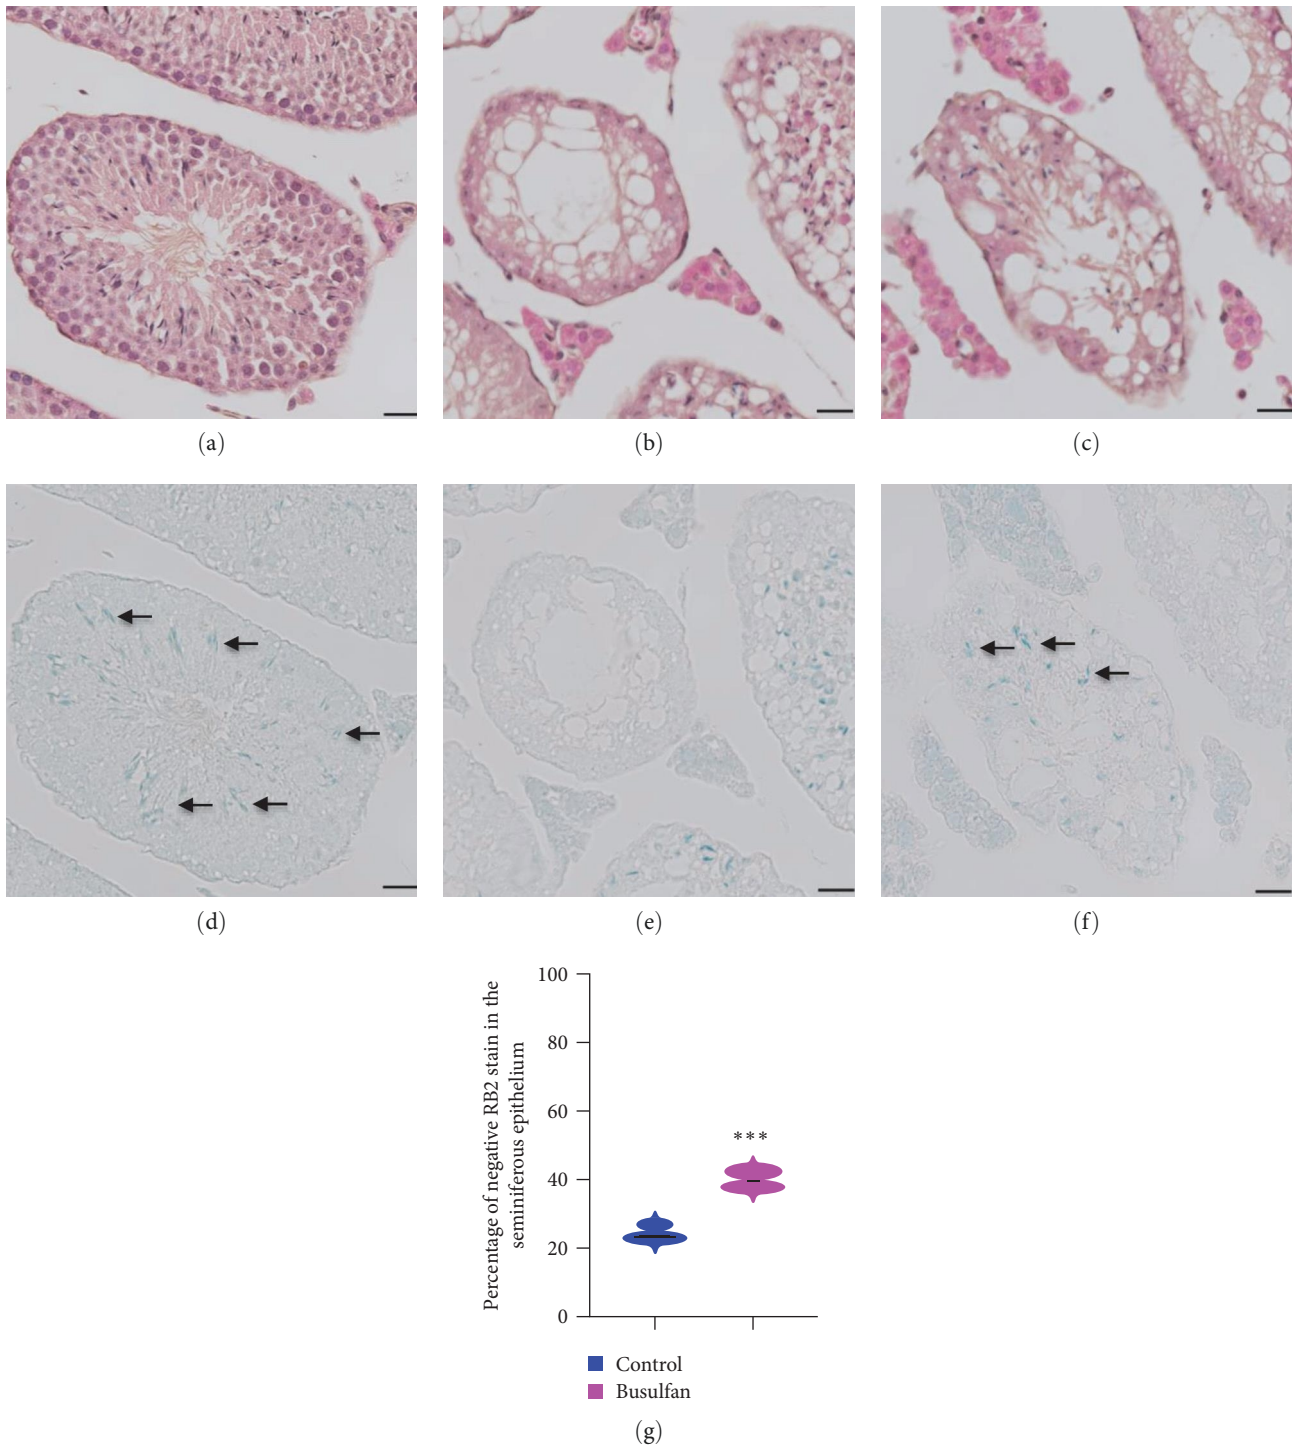 (a)
(b)
(c)
(d)
(e)
(f)
Percentage of negative RB2 stain in the
seminiferous epithelium
100
80
60
40
20
0
***
Control
Busulfan
(g)